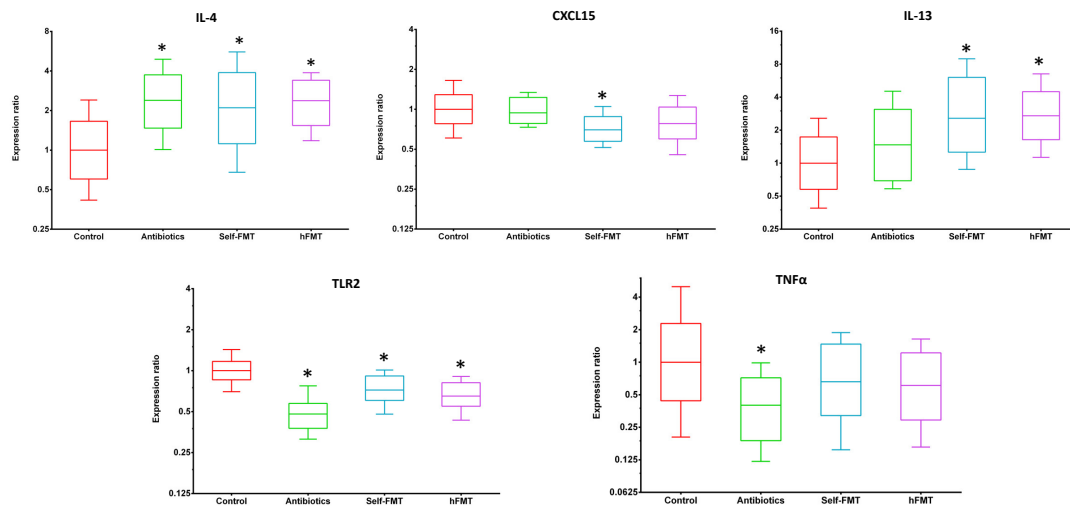 IL-4
Expression ratio
8
4
2
1
0.5
0.25
* * *
Control Antibiotics Self-FMT hFMT
CXCL15
Expression ratio
4
2
1
0.5
0.25
0.125
*
Control Antibiotics Self-FMT hFMT
IL-13
Expression ratio
16
8
4
2
1
0.5
0.25
* *
Control Antibiotics Self-FMT hFMT
TLR2
Expression ratio
4
2
1
0.5
0.25
0.125
* * *
Control Antibiotics Self-FMT hFMT
TNFα
Expression ratio
4
2
1
0.5
0.25
0.125
0.0625
*
Control Antibiotics Self-FMT hFMT